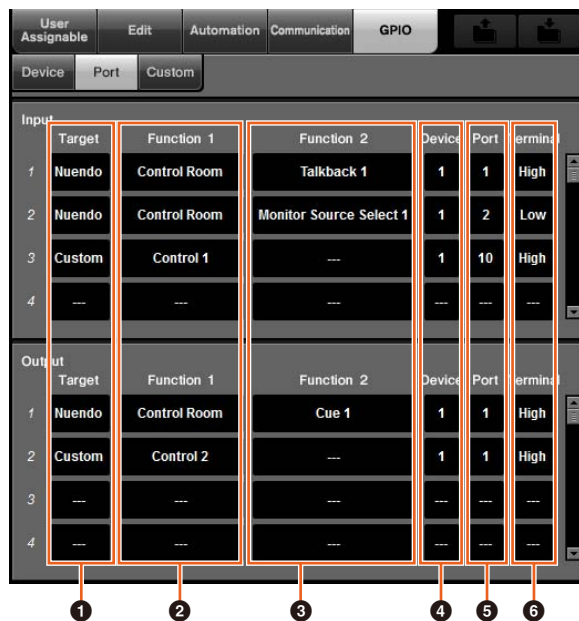 User Assignable Edit Automation Communication GPIO
Device Port Custom
Input
Target Function 1 Function 2 Device Port Terminal
1 Nuendo Control Room Talkback 1 1 1 High
2 Nuendo Control Room Monitor Source Select 1 1 2 Low
3 Custom Control 1 --- 1 10 High
4 --- --- --- --- --- ---
Output
Target Function 1 Function 2 Device Port Terminal
1 Nuendo Control Room Cue 1 1 1 High
2 Custom Control 2 --- 1 1 High
3 --- --- --- --- --- ---
4 --- --- --- --- --- ---
1 2 3 4 5 6